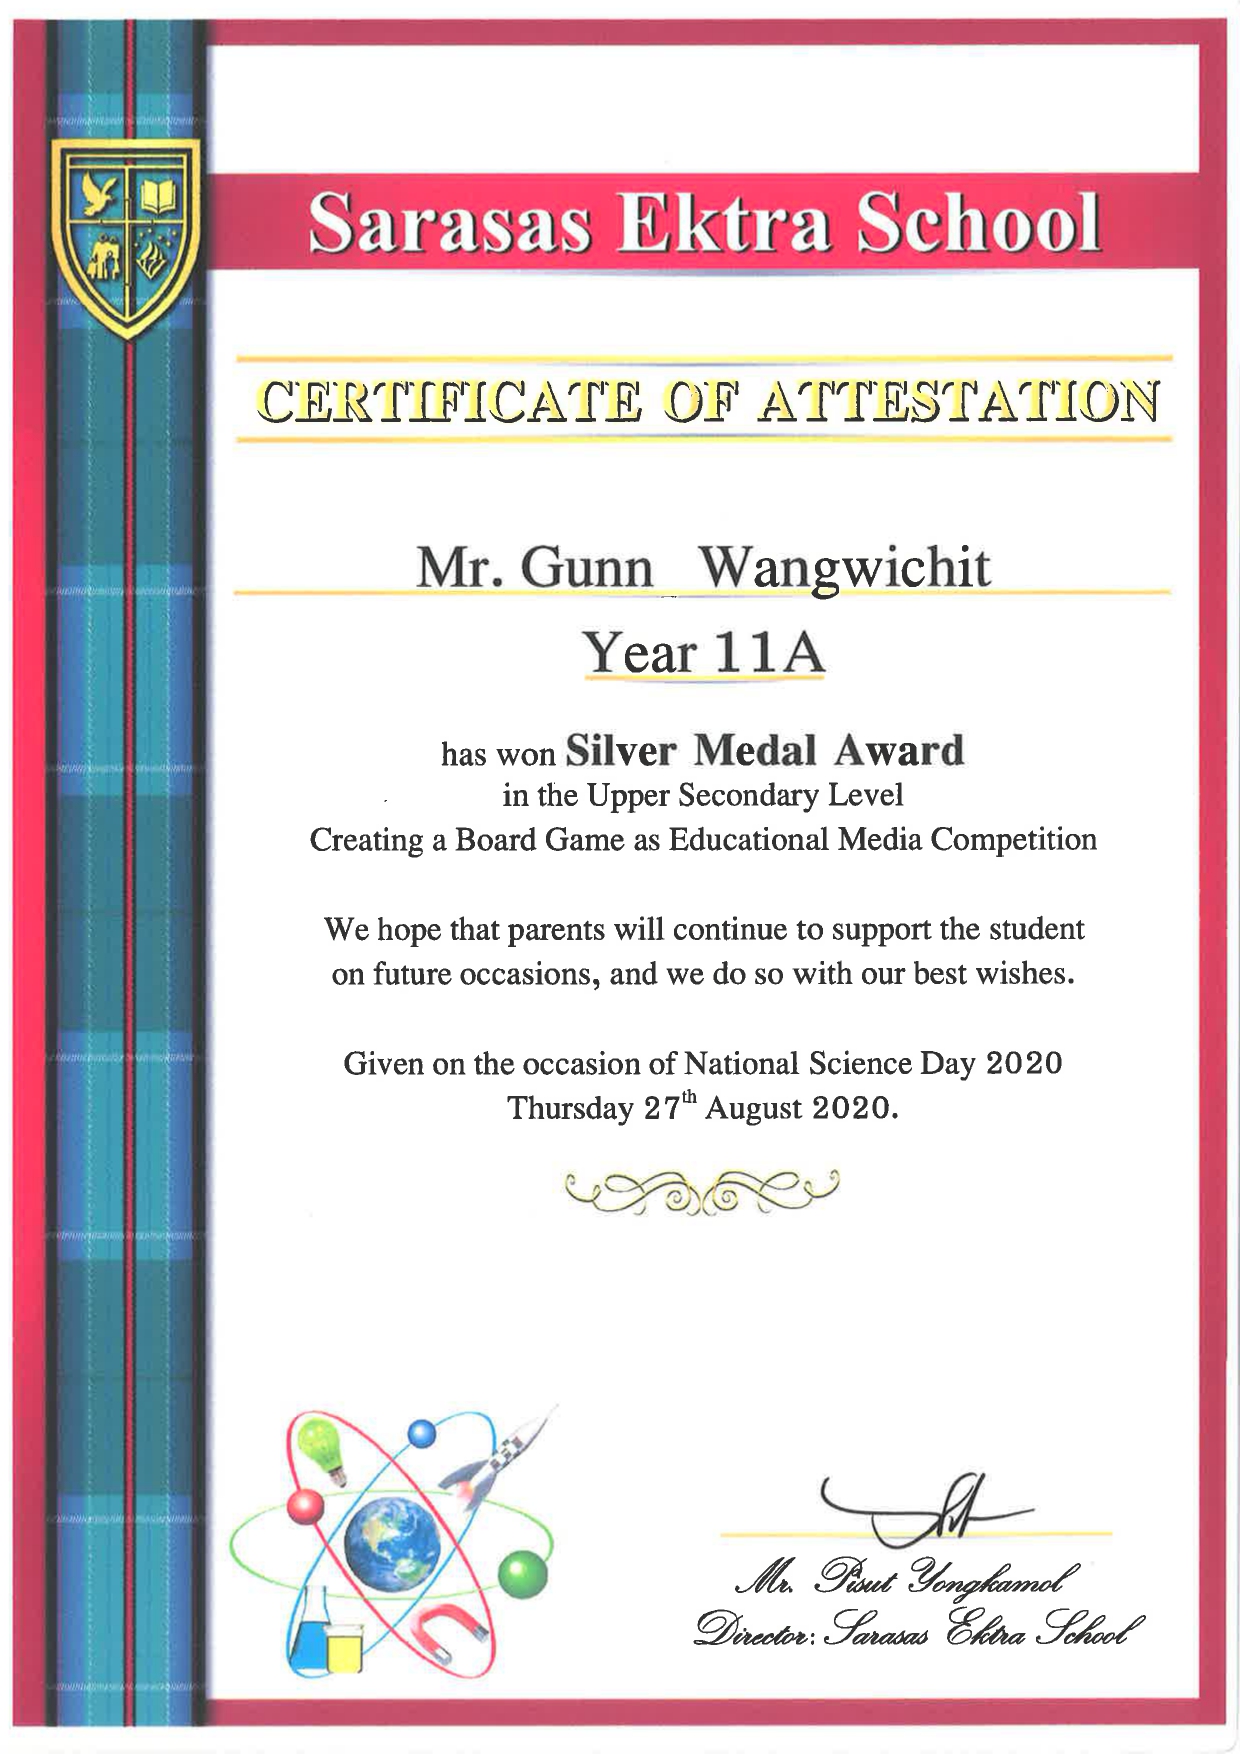 Sarasas Ektra School
CERTIFICATE OF ATTESTATION
Mr. Gunn Wangwichit
Year 11A
has won Silver Medal Award
in the Upper Secondary Level
Creating a Board Game as Educational Media Competition
We hope that parents will continue to support the student
on future occasions, and we do so with our best wishes.
Given on the occasion of National Science Day 2020
Thursday 27th August 2020.
Mr. Pisut Yongkamol
Director: Sarasas Ektra School